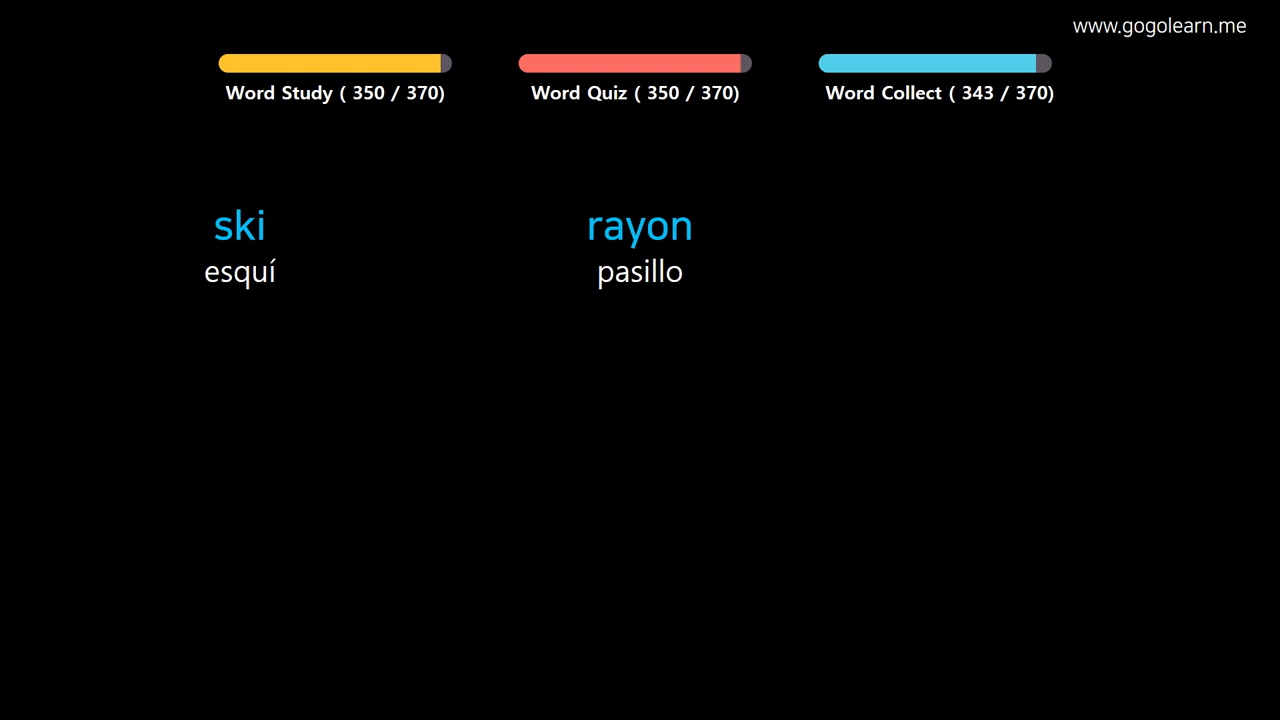 www.gogolearn.me
Word Study ( 350 / 370)
Word Quiz ( 350 / 370)
Word Collect ( 343 / 370)
ski
esquí
rayon
pasillo